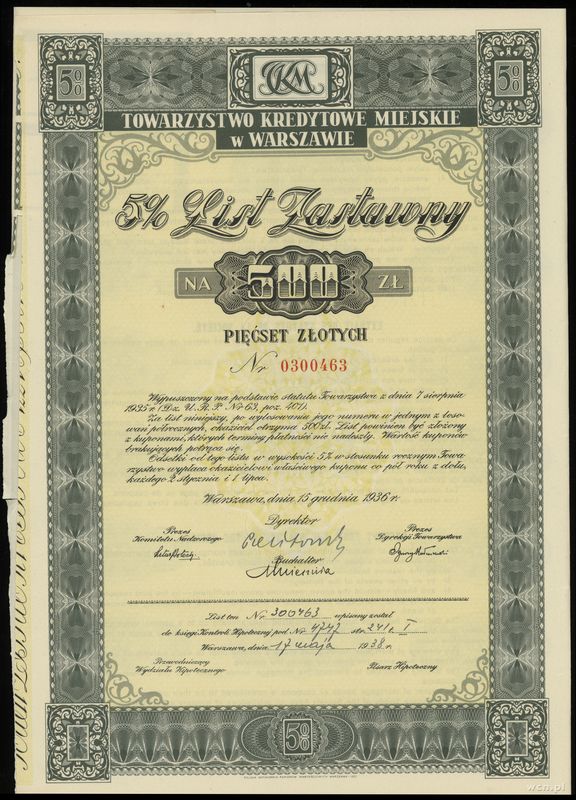 5%
TKM
5%
TOWARZYSTWO KREDYTOWE MIEJSKIE
w WARSZAWIE
5% List Zastawny
NA 500 ZŁ
PIĘĆSET ZŁOTYCH
Nr 0300463
Wypuszczony na podstawie statutu Towarzystwa z dnia 7 sierpnia
1935 r. (Dz. U. R. P. Nr 63, poz. 401).
Za list niniejszy, po wylosowaniu jego numeru w jednym z loso-
wań półrocznych, okaziciel otrzyma 500 zł. List powinien być złożony
z kuponami, których terminy płatności nie nadeszły. Wartość kuponów
brakujących potrąca się.
Odsetki od tego listu w wysokości 5% w stosunku rocznym Towa-
rzystwo wypłaca okazicielowi właściwego kuponu co pół roku z dołu,
każdego 2 stycznia i 1 lipca.
Warszawa, dnia 15 grudnia 1936 r.
Dyrektor
Prezes
Komitetu Nadzorczego
Prezes
Dyrekcji Towarzystwa
Buchalter
List ten Nr 300463 wpisany został
do księgi Kontroli Hipotecznej pod Nr 4747 str. 241 t. I
Warszawa, dnia 17 maja 1938 r.
Przewodniczący
Wydziału Hipotecznego
Pisarz Hipoteczny
5%
wcn.pl